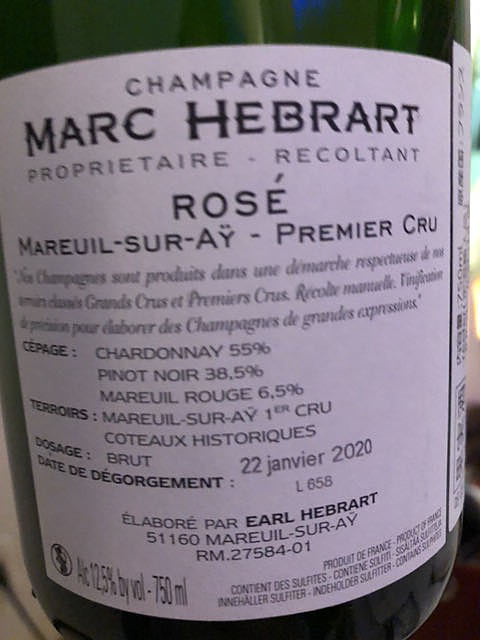 CHAMPAGNE
MARC HEBRART
PROPRIETAIRE - RECOLTANT
ROSÉ
MAREUIL-SUR-AŸ - PREMIER CRU
"Nos Champagnes sont produits dans une démarche respectueuse de nos
terroirs classés Grands Crus et Premiers Crus. Récolte manuelle. Vinification
de précision pour élaborer des Champagnes de grandes expressions."
CÉPAGE : CHARDONNAY 55%
PINOT NOIR 38,5%
MAREUIL ROUGE 6,5%
TERROIRS : MAREUIL-SUR-AŸ 1ER CRU
COTEAUX HISTORIQUES
DOSAGE : BRUT
DATE DE DÉGORGEMENT : 22 janvier 2020
L 658
ÉLABORÉ PAR EARL HEBRART
51160 MAREUIL-SUR-AŸ
RM.27584-01
Alc 12,5% by vol - 750 ml
PRODUIT DE FRANCE - PRODUCT OF FRANCE
CONTIENT DES SULFITES - CONTIENE SOLFITI - SISÄLTÄÄ SULFIITTEJA
INNEHÅLLER SULFITER - INDEHOLDER SULFITTER - CONTAINS SULPHITES